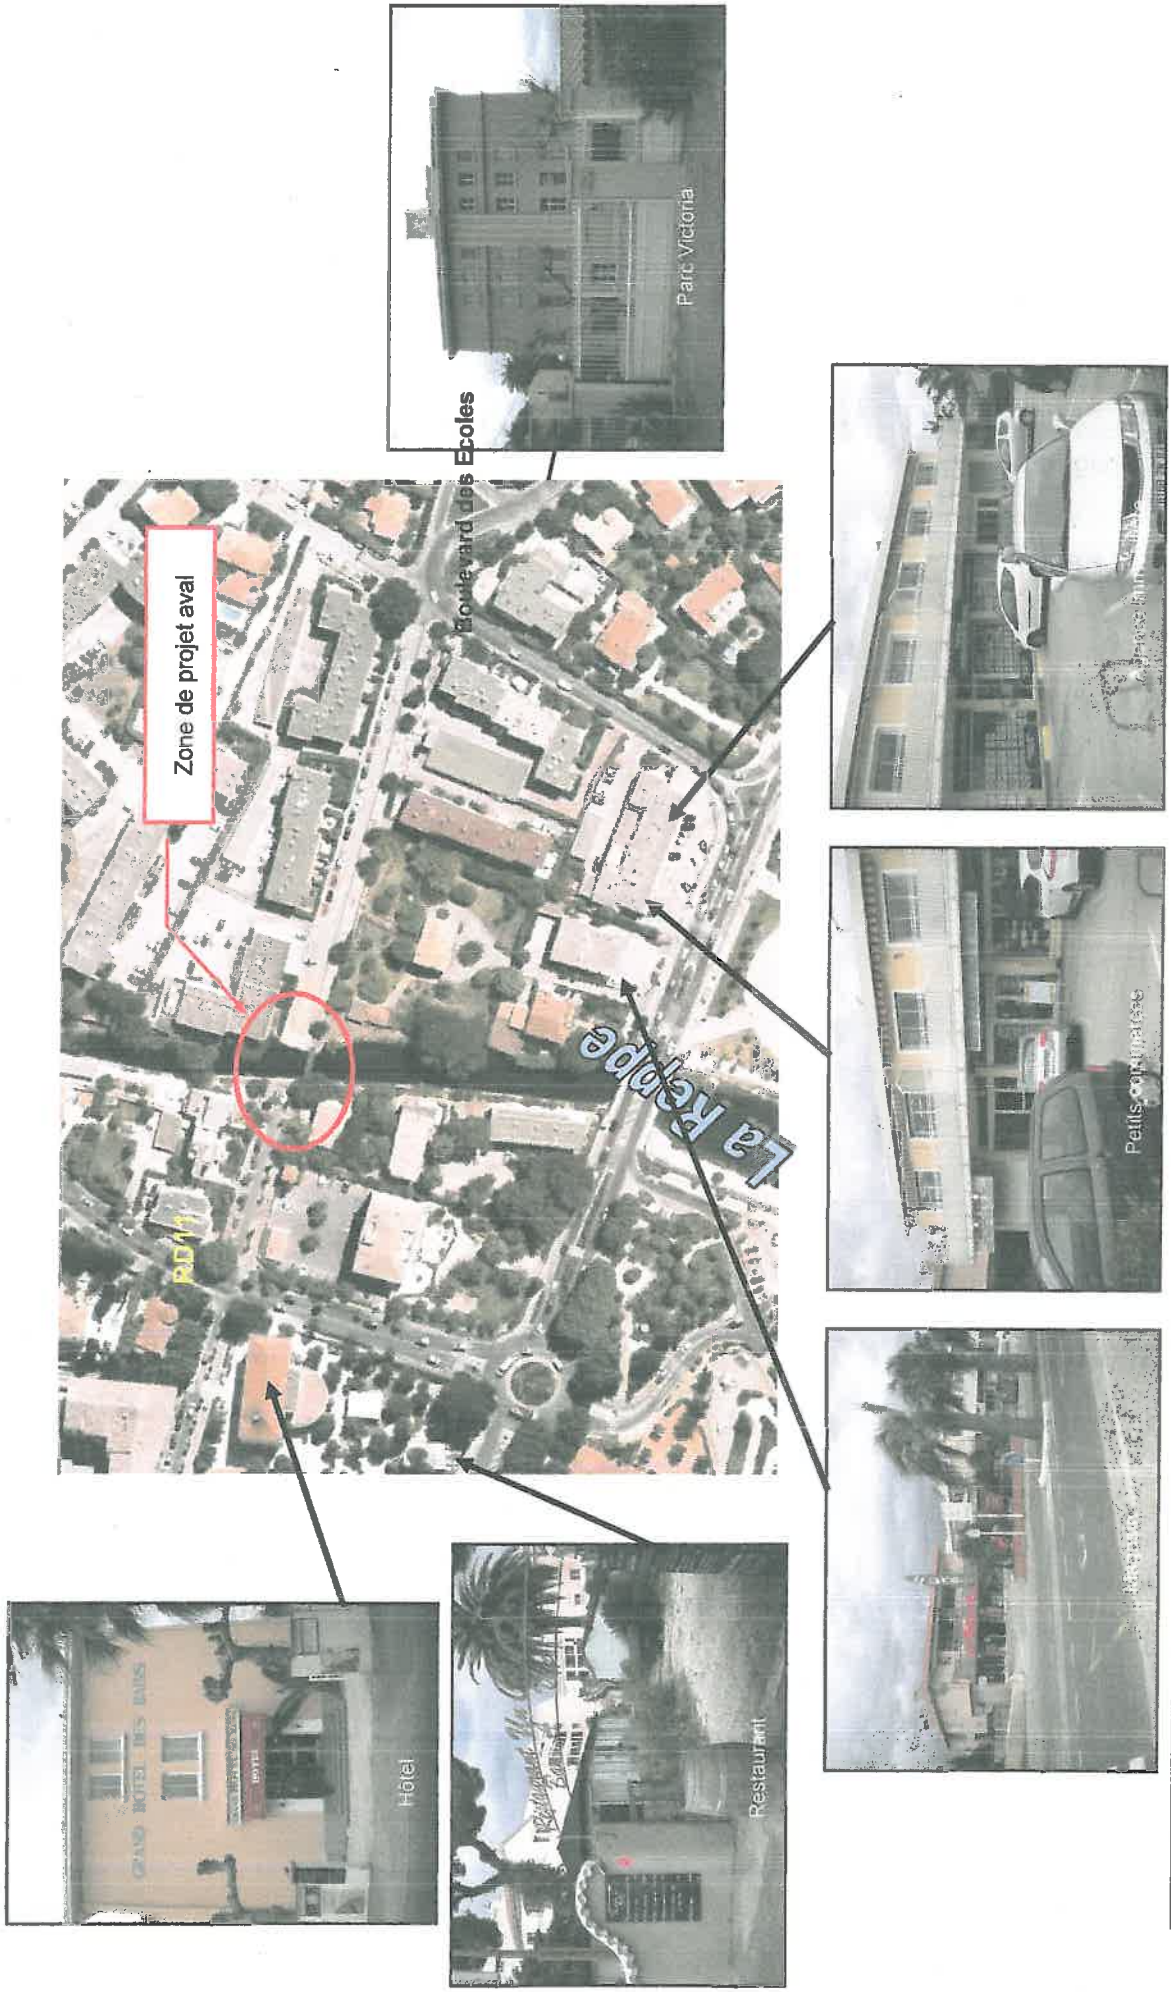 GRAND HOTEL DES BAINS
HOTEL
Hôtel
Restaurant
RD11
Zone de projet aval
Boulevard des Ecoles
La Reppe
Parc Victoria
Petits commerces